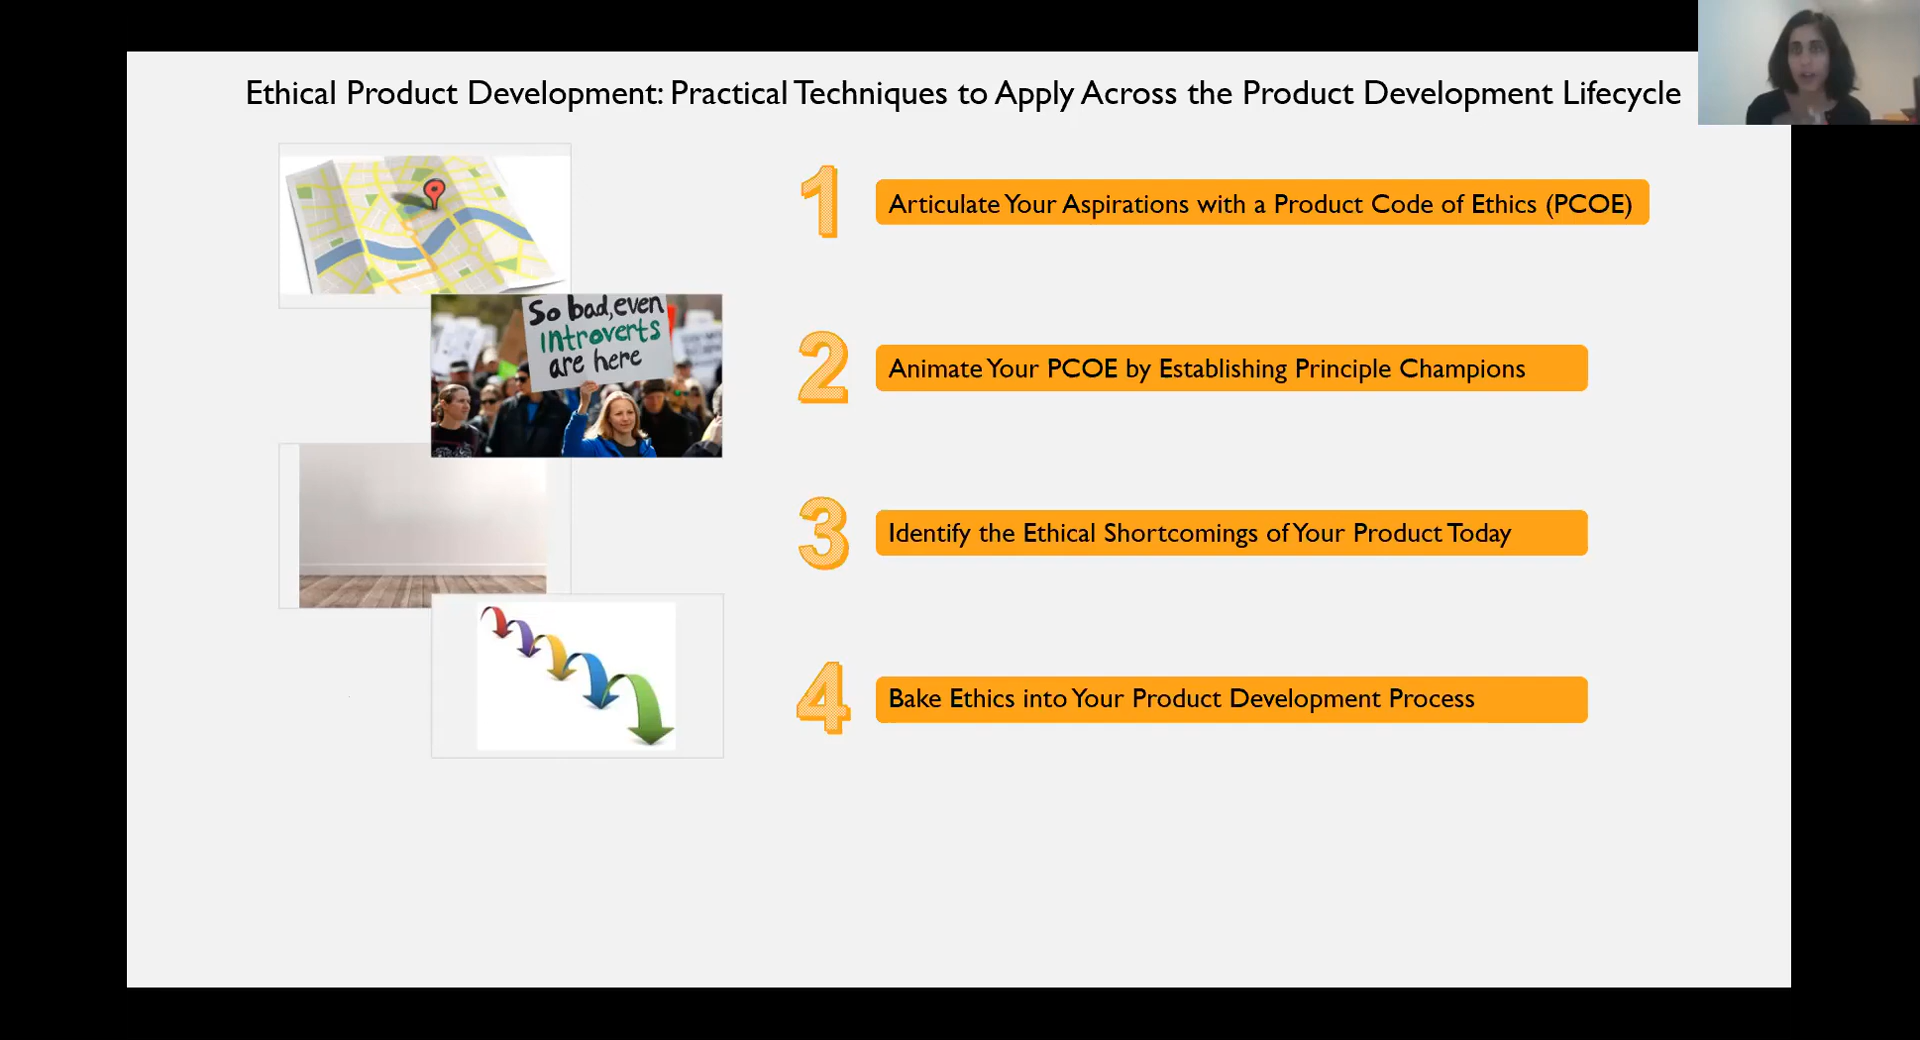 Ethical Product Development: Practical Techniques to Apply Across the Product Development Lifecycle
1
Articulate Your Aspirations with a Product Code of Ethics (PCOE)
So bad, even
introverts
are here
2
Animate Your PCOE by Establishing Principle Champions
3
Identify the Ethical Shortcomings of Your Product Today
4
Bake Ethics into Your Product Development Process